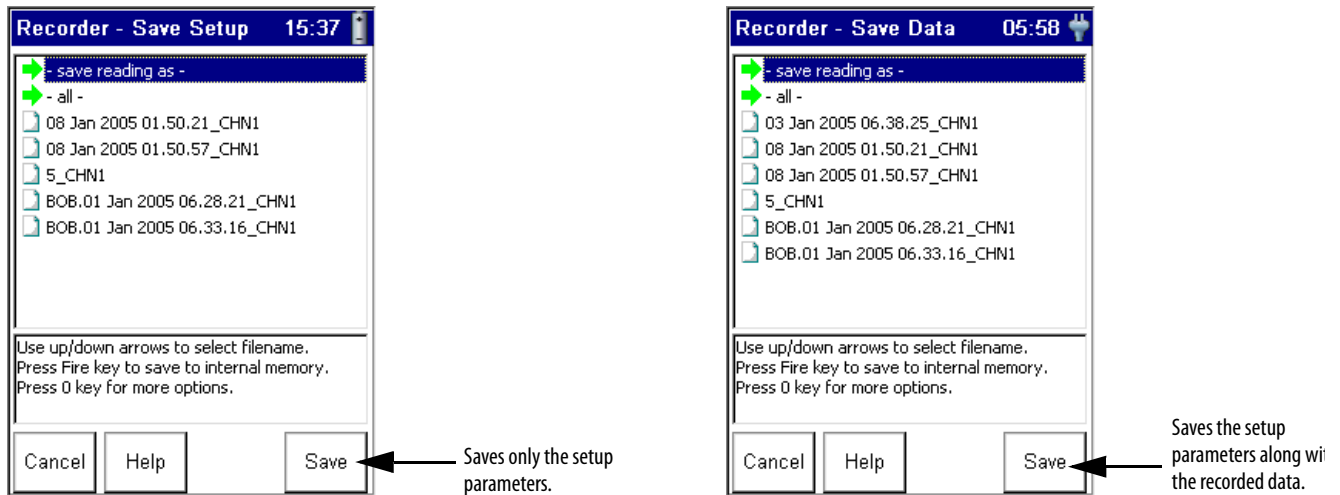 Recorder - Save Setup 15:37
- save reading as -
- all -
08 Jan 2005 01.50.21_CHN1
08 Jan 2005 01.50.57_CHN1
5_CHN1
BOB.01 Jan 2005 06.28.21_CHN1
BOB.01 Jan 2005 06.33.16_CHN1
Use up/down arrows to select filename.
Press Fire key to save to internal memory.
Press 0 key for more options.
Cancel Help Save
Saves only the setup
parameters.
Recorder - Save Data 05:58
- save reading as -
- all -
03 Jan 2005 06.38.25_CHN1
08 Jan 2005 01.50.21_CHN1
08 Jan 2005 01.50.57_CHN1
5_CHN1
BOB.01 Jan 2005 06.28.21_CHN1
BOB.01 Jan 2005 06.33.16_CHN1
Use up/down arrows to select filename.
Press Fire key to save to internal memory.
Press 0 key for more options.
Cancel Help Save
Saves the setup
parameters along wit
the recorded data.